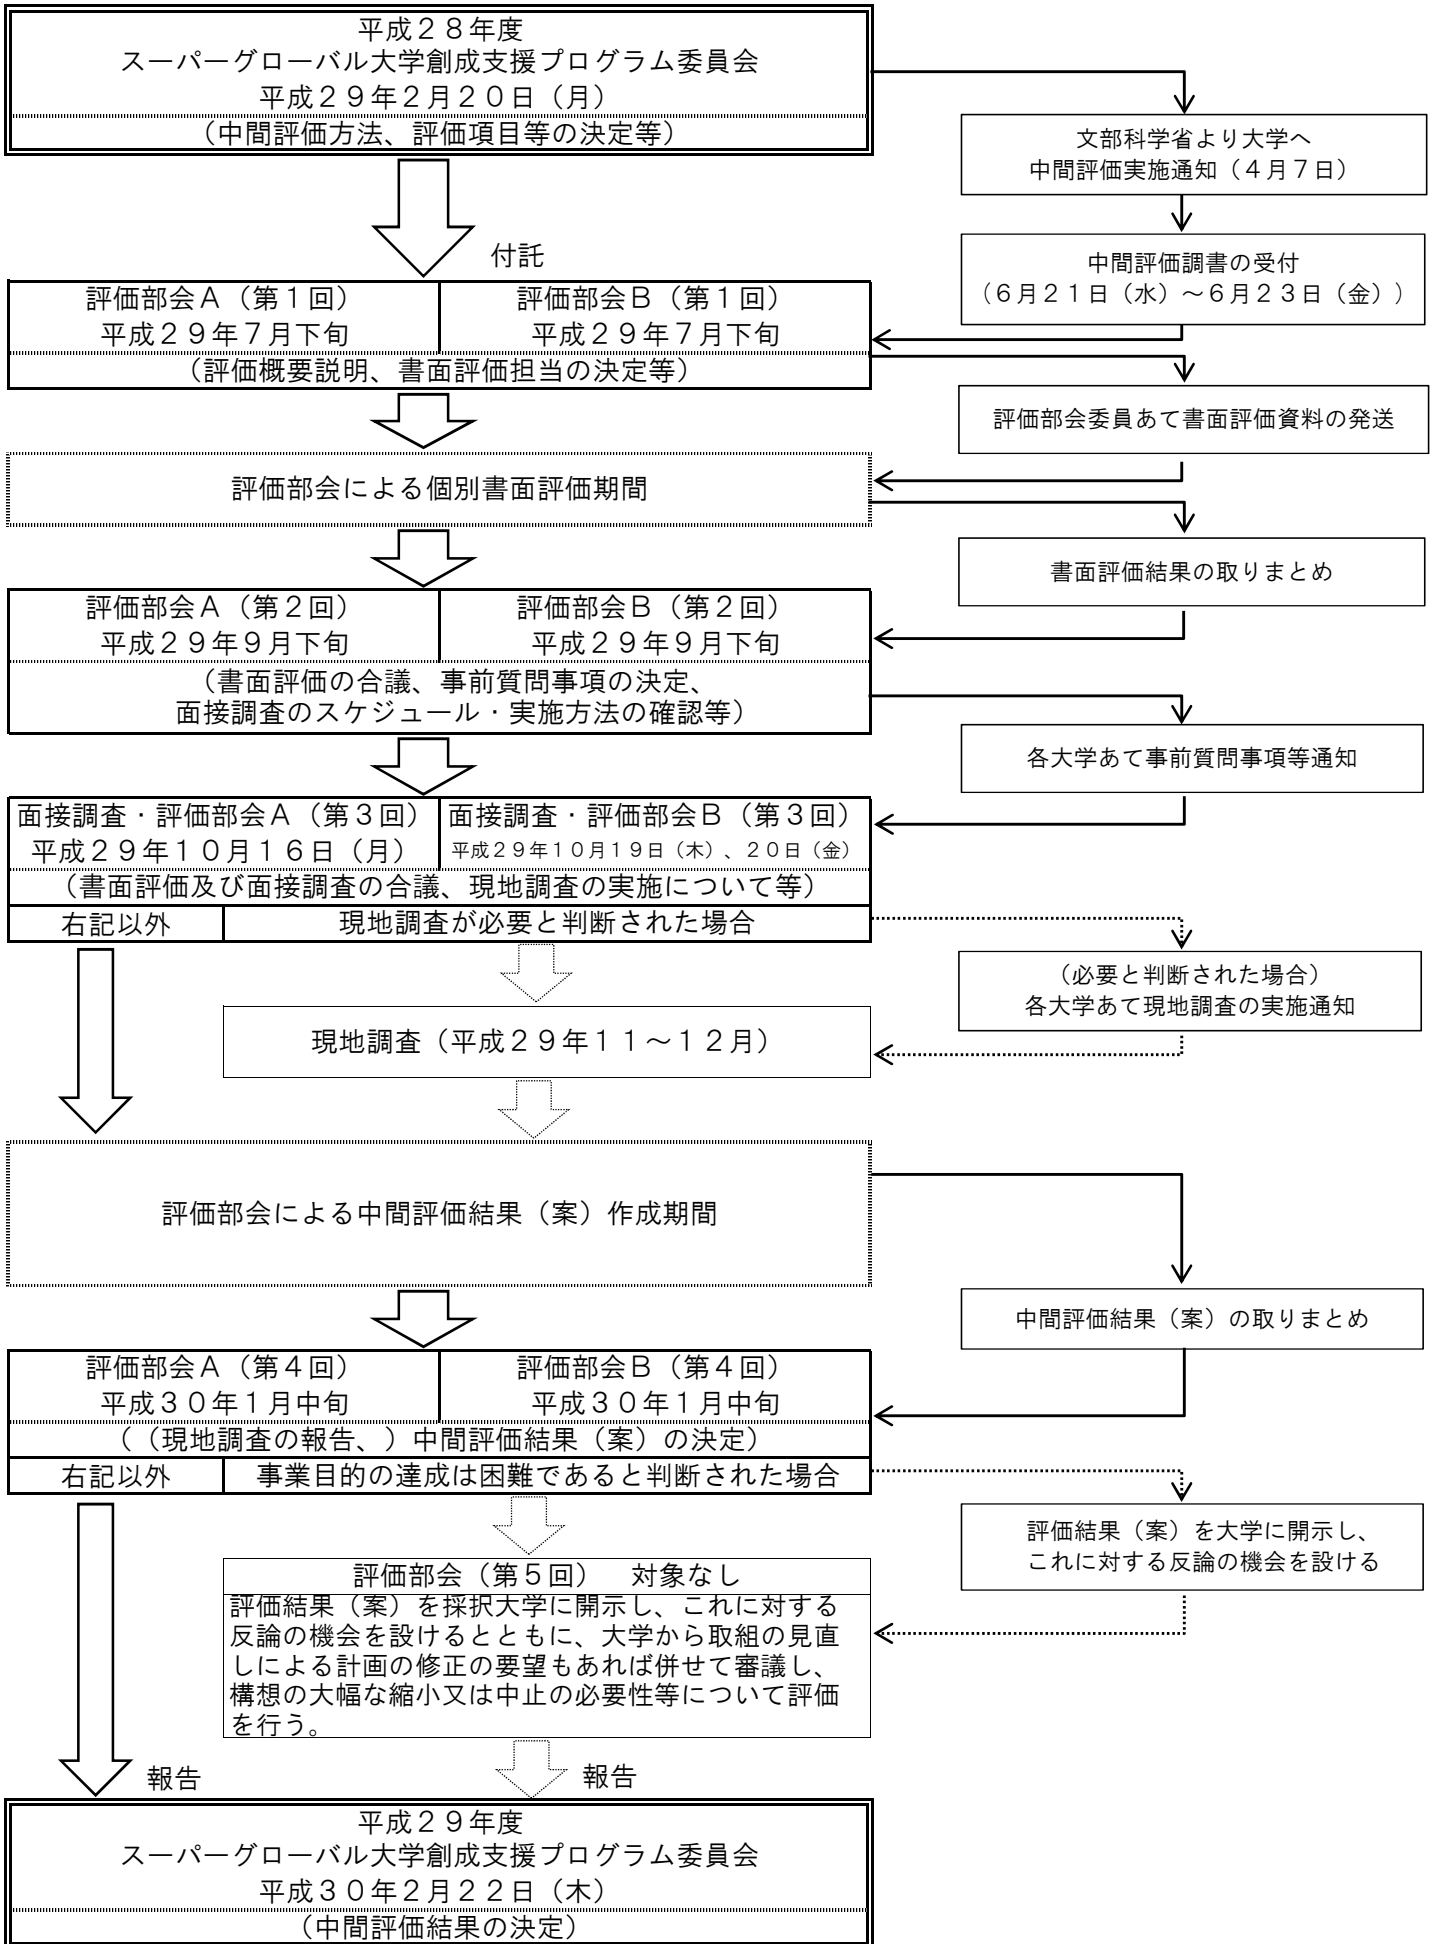 平成２８年度
スーパーグローバル大学創成支援プログラム委員会
平成２９年２月２０日（月）
（中間評価方法、評価項目等の決定等）
文部科学省より大学へ
中間評価実施通知（４月７日）
付託
中間評価調書の受付
（６月２１日（水）～６月２３日（金））
評価部会Ａ（第１回）
平成２９年７月下旬
評価部会Ｂ（第１回）
平成２９年７月下旬
（評価概要説明、書面評価担当の決定等）
評価部会委員あて書面評価資料の発送
評価部会による個別書面評価期間
書面評価結果の取りまとめ
評価部会Ａ（第２回）
平成２９年９月下旬
評価部会Ｂ（第２回）
平成２９年９月下旬
（書面評価の合議、事前質問事項の決定、
面接調査のスケジュール・実施方法の確認等）
各大学あて事前質問事項等通知
面接調査・評価部会Ａ（第３回）
平成２９年１０月１６日（月）
面接調査・評価部会Ｂ（第３回）
平成２９年１０月１９日（木）、２０日（金）
（書面評価及び面接調査の合議、現地調査の実施について等）
右記以外
現地調査が必要と判断された場合
（必要と判断された場合）
各大学あて現地調査の実施通知
現地調査（平成２９年１１～１２月）
評価部会による中間評価結果（案）作成期間
中間評価結果（案）の取りまとめ
評価部会Ａ（第４回）
平成３０年１月中旬
評価部会Ｂ（第４回）
平成３０年１月中旬
（（現地調査の報告、）中間評価結果（案）の決定）
右記以外
事業目的の達成は困難であると判断された場合
評価結果（案）を大学に開示し、
これに対する反論の機会を設ける
評価部会（第５回）　対象なし
評価結果（案）を採択大学に開示し、これに対する
反論の機会を設けるとともに、大学から取組の見直
しによる計画の修正の要望もあれば併せて審議し、
構想の大幅な縮小又は中止の必要性等について評価
を行う。
報告
報告
平成２９年度
スーパーグローバル大学創成支援プログラム委員会
平成３０年２月２２日（木）
（中間評価結果の決定）